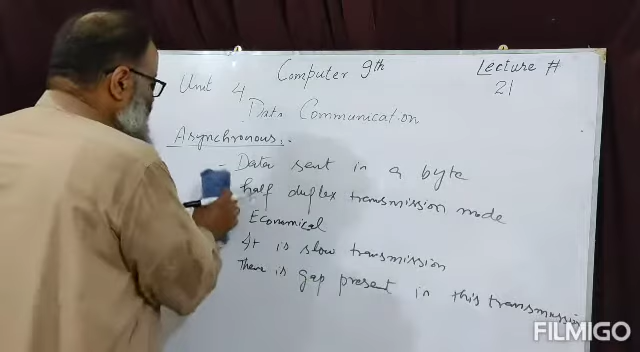 Computer 9th
Lecture #
21
Unit 4
Data Communication
Asynchronous:-
- Data sent in a byte
half duplex transmission mode
Economical
It is slow transmission
There is gap present in this transmission
FILMIGO